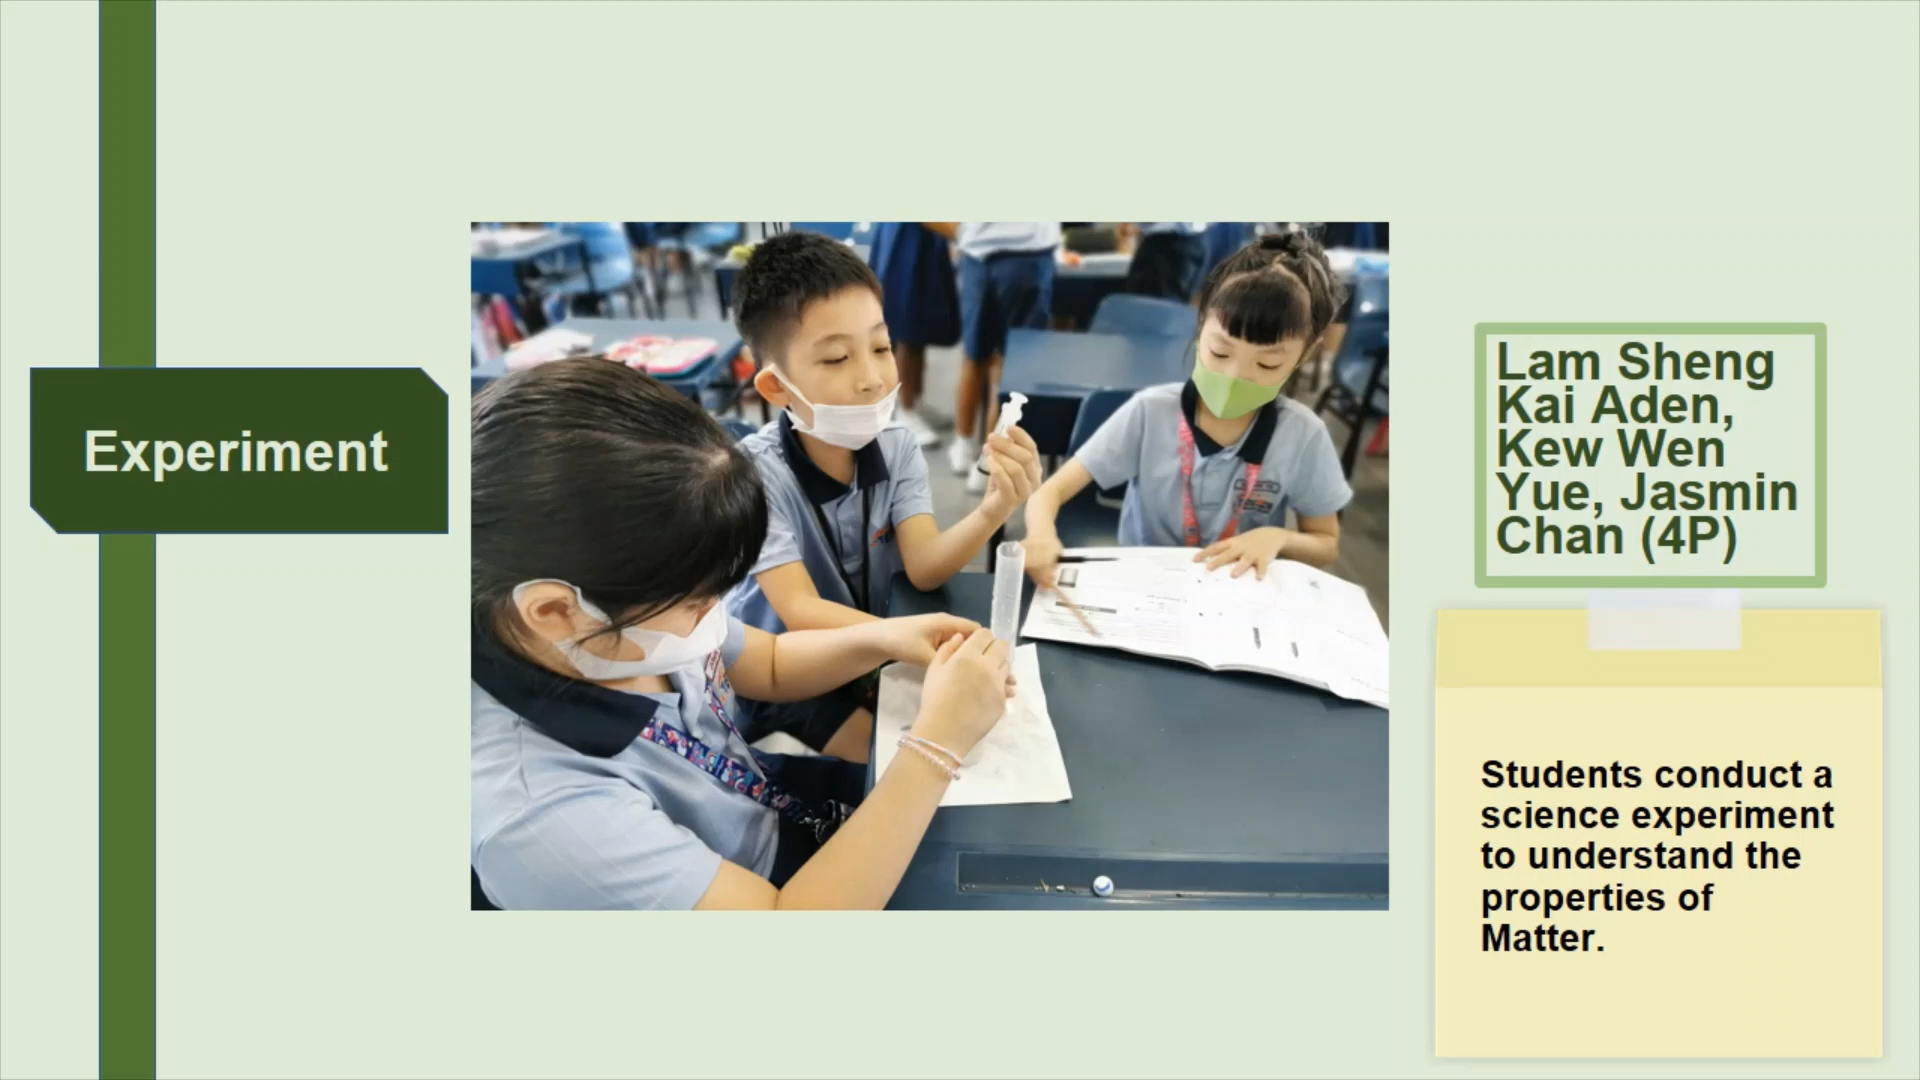 Experiment
Lam Sheng
Kai Aden,
Kew Wen
Yue, Jasmin
Chan (4P)
Students conduct a
science experiment
to understand the
properties of
Matter.